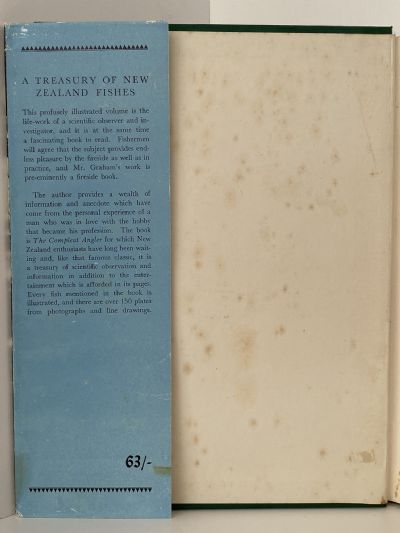 A TREASURY OF NEW
ZEALAND FISHES
This profusely illustrated volume is the
life-work of a scientific observer and in-
vestigator, and it is at the same time
a fascinating book to read. Fishermen
will agree that the subject provides end-
less pleasure by the fireside as well as in
practice, and Mr. Graham's work is
pre-eminently a fireside book.
The author provides a wealth of
information and anecdote which have
come from the personal experience of a
man who was in love with the hobby
that became his profession. The book
is The Compleat Angler for which New
Zealand enthusiasts have long been wait-
ing and, like that famous classic, it is
a treasury of scientific observation and
information in addition to the enter-
tainment which is afforded in its pages.
Every fish mentioned in the book is
illustrated, and there are over 150 plates
from photographs and line drawings.
63/-